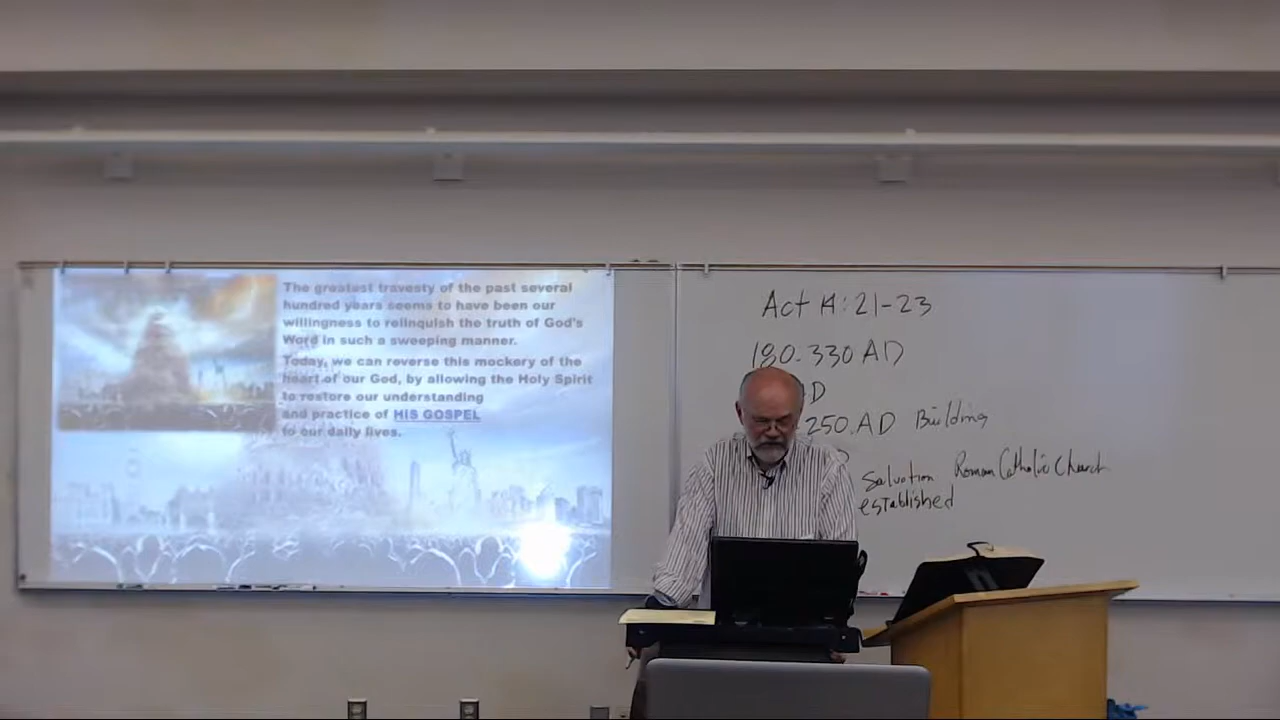 The greatest travesty of the past several
hundred years seems to have been our
willingness to relinquish the truth of God's
Word in such a sweeping manner.
Today, we can reverse this mockery of the
heart of our God, by allowing the Holy Spirit
to restore our understanding
and practice of HIS GOSPEL
to our daily lives.
Act 14:21-23
180-330 AD
D
250.AD Building
Salvation Roman Catholic Church
established